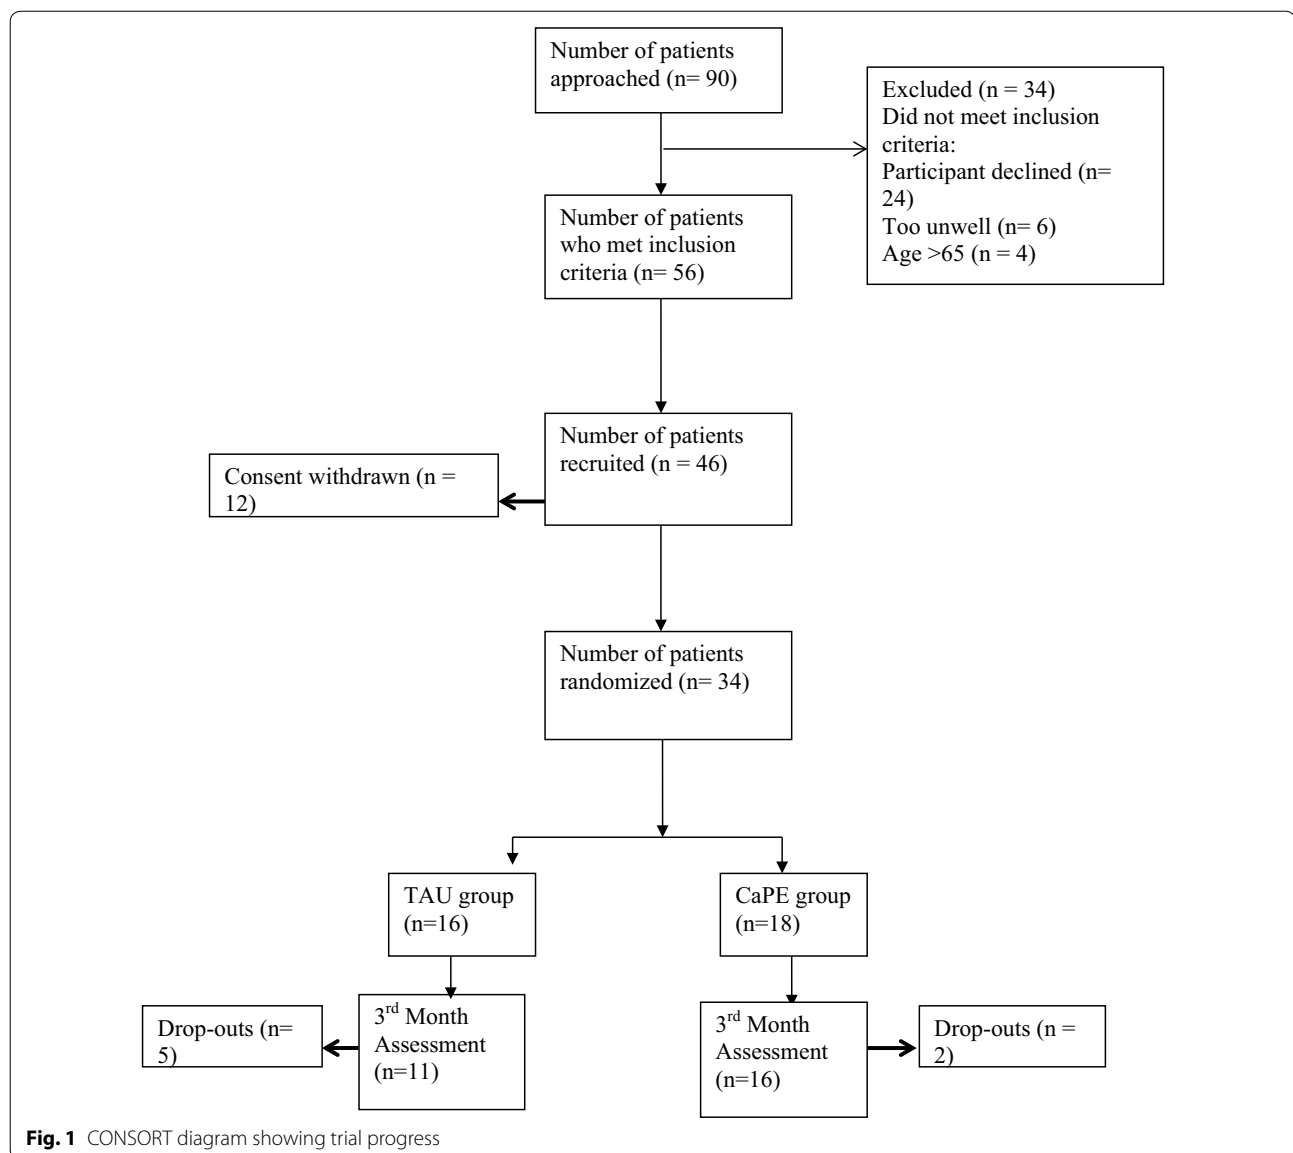 Number of patients
approached (n= 90)
Excluded (n = 34)
Did not meet inclusion
criteria:
Participant declined (n=
24)
Too unwell (n= 6)
Age >65 (n = 4)
Number of patients
who met inclusion
criteria (n= 56)
Number of patients
recruited (n = 46)
Consent withdrawn (n =
12)
Number of patients
randomized (n= 34)
TAU group
(n=16)
CaPE group
(n=18)
Drop-outs (n=
5)
3rd Month
Assessment
(n=11)
3rd Month
Assessment
(n=16)
Drop-outs (n =
2)
Fig. 1 CONSORT diagram showing trial progress